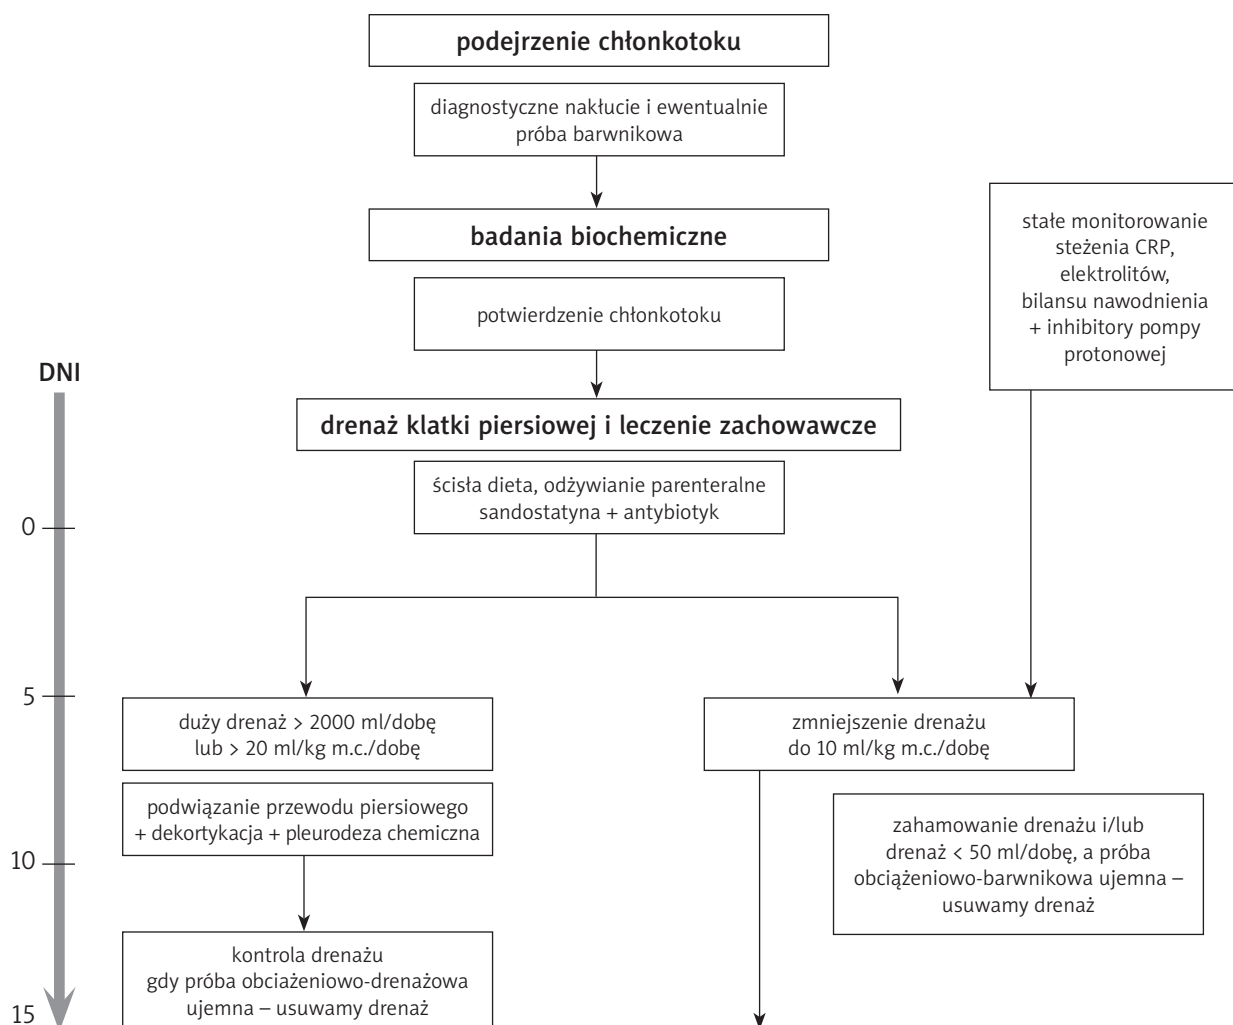 podejrzenie chłonkotoku
diagnostyczne nakłucie i ewentualnie
próba barwnikowa
badania biochemiczne
potwierdzenie chłonkotoku
stałe monitorowanie
steżenia CRP,
elektrolitów,
bilansu nawodnienia
+ inhibitory pompy
protonowej
DNI
drenaż klatki piersiowej i leczenie zachowawcze
ścisła dieta, odżywianie parenteralne
sandostatyna + antybiotyk
0
5
duży drenaż > 2000 ml/dobę
lub > 20 ml/kg m.c./dobę
zmniejszenie drenażu
do 10 ml/kg m.c./dobę
podwiązanie przewodu piersiowego
+ dekortykacja + pleurodeza chemiczna
zahamowanie drenażu i/lub
drenaż < 50 ml/dobę, a próba
obciążeniowo-barwnikowa ujemna –
usuwamy drenaż
10
kontrola drenażu
gdy próba obciażeniowo-drenażowa
ujemna – usuwamy drenaż
15